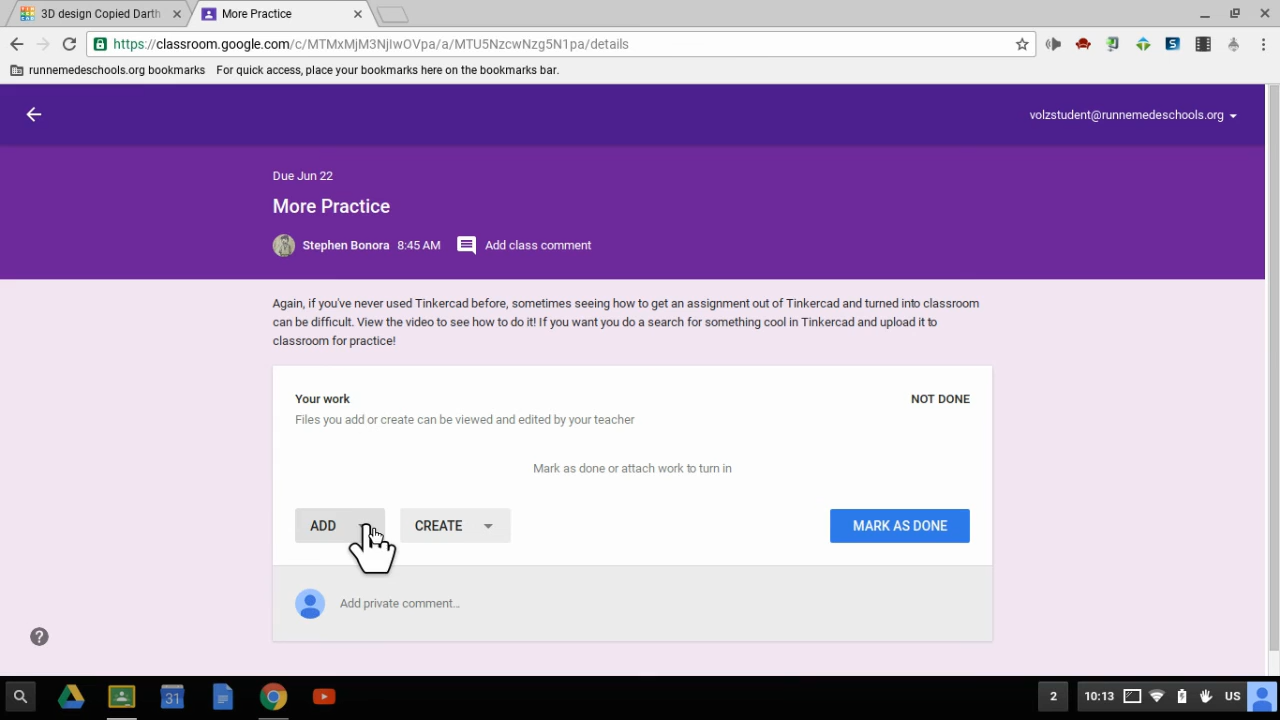 3D design Copied Darth
More Practice
https://classroom.google.com/c/MTMxMjM3NjIwOVpa/a/MTU5NzcwNzg5N1pa/details
runnemedeschools.org bookmarks For quick access, place your bookmarks here on the bookmarks bar.
volzstudent@runnemedeschools.org
Due Jun 22
More Practice
Stephen Bonora 8:45 AM Add class comment
Again, if you've never used Tinkercad before, sometimes seeing how to get an assignment out of Tinkercad and turned into classroom
can be difficult. View the video to see how to do it! If you want you do a search for something cool in Tinkercad and upload it to
classroom for practice!
Your work NOT DONE
Files you add or create can be viewed and edited by your teacher
Mark as done or attach work to turn in
ADD CREATE MARK AS DONE
Add private comment...
?
31
2 10:13 US